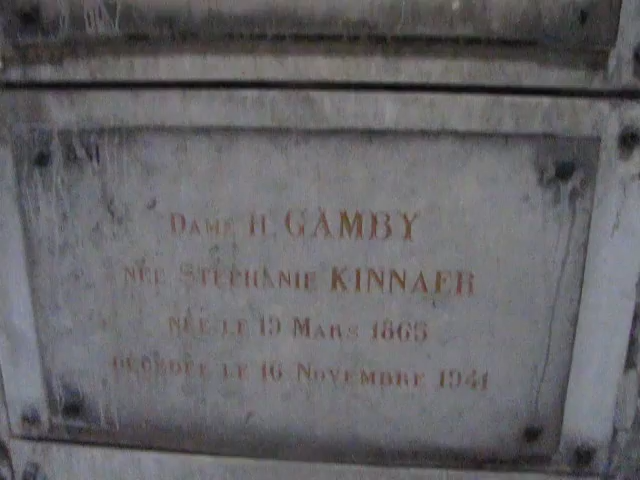 DAME H. GAMBY
NÉE STÉPHANIE KINNAER
NÉE LE 19 MARS 1865
DÉCÉDÉE LE 16 NOVEMBRE 1941